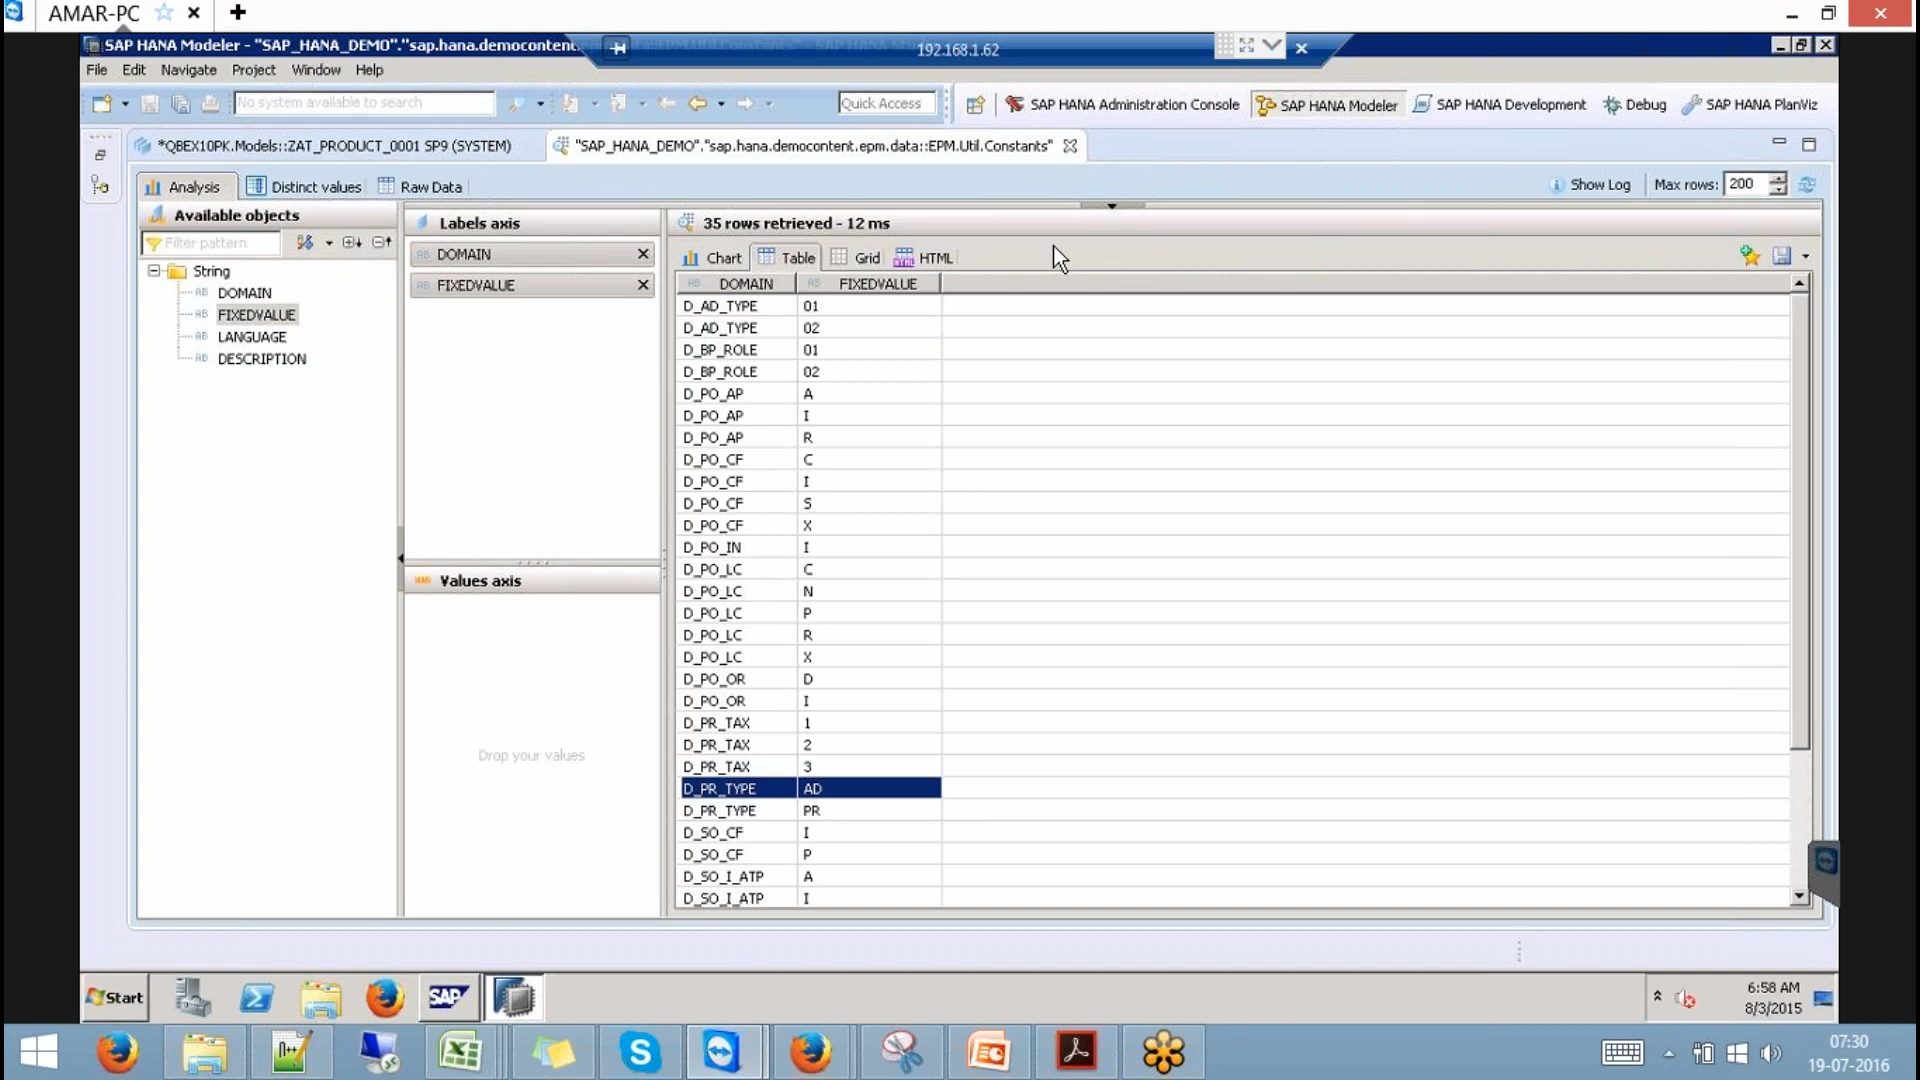 AMAR-PC
SAP HANA Modeler - "SAP_HANA_DEMO"."sap.hana.democontent
192.168.1.62
File Edit Navigate Project Window Help
No system available to search
Quick Access
SAP HANA Administration Console
SAP HANA Modeler
SAP HANA Development
Debug
SAP HANA PlanViz
*QBEX10PK.Models::ZAT_PRODUCT_0001 SP9 (SYSTEM)
"SAP_HANA_DEMO"."sap.hana.democontent.epm.data::EPM.Util.Constants"
Analysis Distinct values Raw Data
Show Log Max rows: 200
Available objects
Filter pattern
String
DOMAIN
FIXEDVALUE
LANGUAGE
DESCRIPTION
Labels axis
DOMAIN
FIXEDVALUE
Values axis
Drop your values
35 rows retrieved - 12 ms
Chart Table Grid HTML
DOMAIN FIXEDVALUE
D_AD_TYPE 01
D_AD_TYPE 02
D_BP_ROLE 01
D_BP_ROLE 02
D_PO_AP A
D_PO_AP I
D_PO_AP R
D_PO_CF C
D_PO_CF I
D_PO_CF S
D_PO_CF X
D_PO_IN I
D_PO_LC C
D_PO_LC N
D_PO_LC P
D_PO_LC R
D_PO_LC X
D_PO_OR D
D_PO_OR I
D_PR_TAX 1
D_PR_TAX 2
D_PR_TAX 3
D_PR_TYPE AD
D_PR_TYPE PR
D_SO_CF I
D_SO_CF P
D_SO_I_ATP A
D_SO_I_ATP I
Start
SAP
6:58 AM
8/3/2015
07:30
19-07-2016